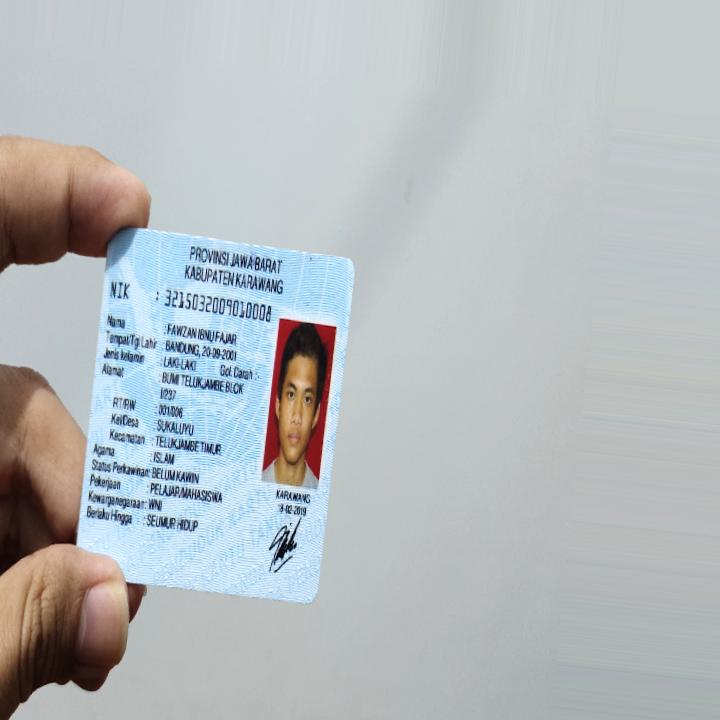 PROVINSI JAWA BARAT
KABUPATEN KARAWANG
NIK : 3215032009010008
Nama : FAWZAN IBNU FAJAR
Tempat/Tgl Lahir : BANDUNG, 20-09-2001
Jenis kelamin : LAKI-LAKI Gol. Darah :-
Alamat : BUMI TELUKJAMBE BLOK
I/237
RT/RW : 001/006
Kel/Desa : SUKALUYU
Kecamatan : TELUKJAMBE TIMUR
Agama : ISLAM
Status Perkawinan: BELUM KAWIN
Pekerjaan : PELAJAR/MAHASISWA
Kewarganegaraan: WNI
Berlaku Hingga : SEUMUR HIDUP
KARAWANG
18-02-2019